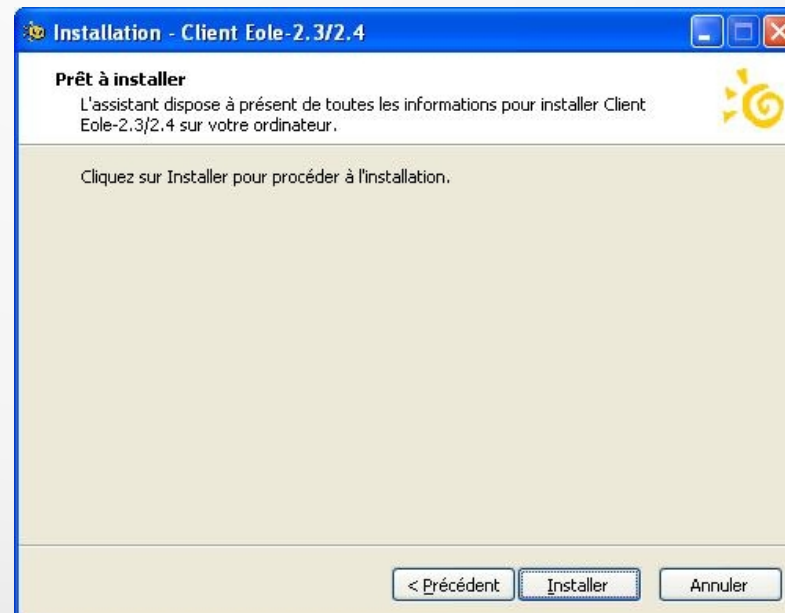 Installation - Client Eole-2.3/2.4
Prêt à installer
L'assistant dispose à présent de toutes les informations pour installer Client
Eole-2.3/2.4 sur votre ordinateur.
Cliquez sur Installer pour procéder à l'installation.
< Précédent Installer Annuler